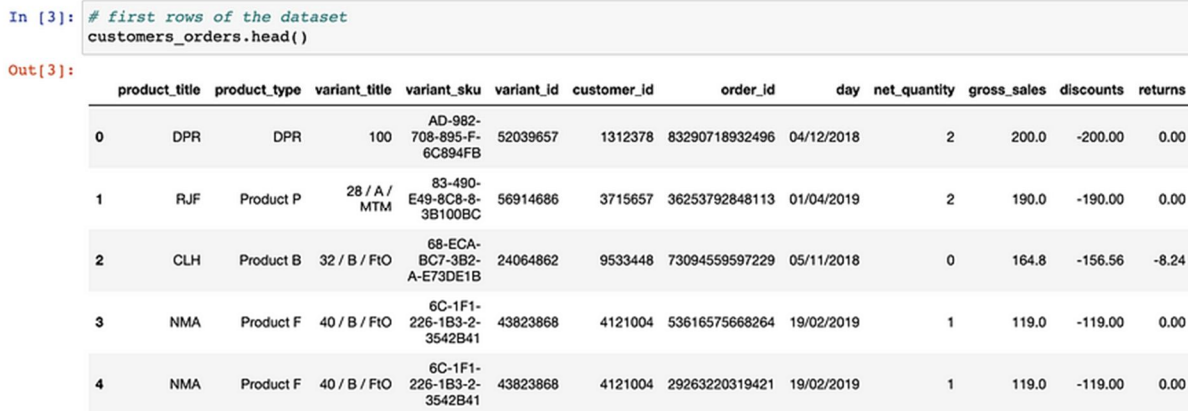 In [3]: # first rows of the dataset
customers_orders.head()
Out[3]:
product_title product_type variant_title variant_sku variant_id customer_id order_id day net_quantity gross_sales discounts returns
0 DPR DPR 100 AD-982-708-895-F-6C894FB 52039657 1312378 83290718932496 04/12/2018 2 200.0 -200.00 0.00
1 RJF Product P 28 / A / MTM 83-490-E49-8C8-8-3B100BC 56914686 3715657 36253792848113 01/04/2019 2 190.0 -190.00 0.00
2 CLH Product B 32 / B / FtO 68-ECA-BC7-3B2-A-E73DE1B 24064862 9533448 73094559597229 05/11/2018 0 164.8 -156.56 -8.24
3 NMA Product F 40 / B / FtO 6C-1F1-226-1B3-2-3542B41 43823868 4121004 53616575668264 19/02/2019 1 119.0 -119.00 0.00
4 NMA Product F 40 / B / FtO 6C-1F1-226-1B3-2-3542B41 43823868 4121004 29263220319421 19/02/2019 1 119.0 -119.00 0.00